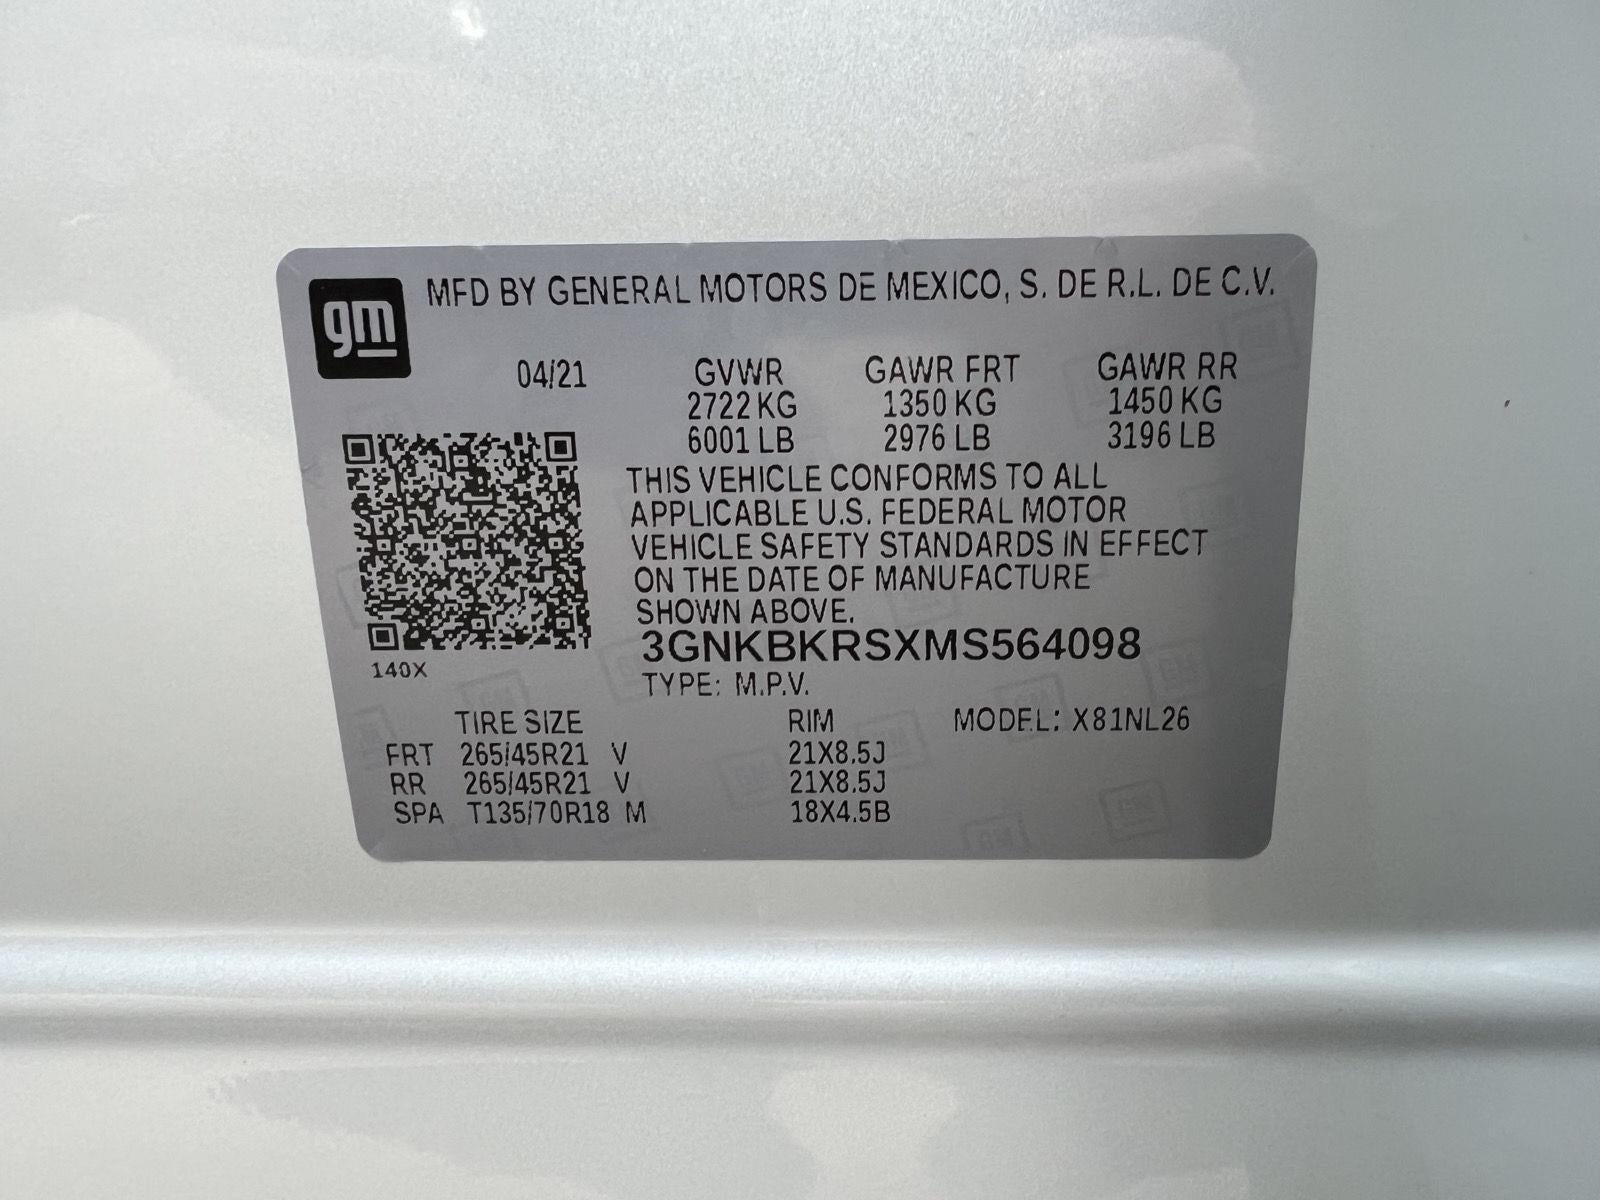 gm MFD BY GENERAL MOTORS DE MEXICO, S. DE R.L. DE C.V.
04/21 GVWR GAWR FRT GAWR RR
2722 KG 1350 KG 1450 KG
6001 LB 2976 LB 3196 LB
THIS VEHICLE CONFORMS TO ALL
APPLICABLE U.S. FEDERAL MOTOR
VEHICLE SAFETY STANDARDS IN EFFECT
ON THE DATE OF MANUFACTURE
SHOWN ABOVE.
3GNKBKRSXMS564098
140X
TYPE: M.P.V.
TIRE SIZE RIM MODEL: X81NL26
FRT 265/45R21 V 21X8.5J
RR 265/45R21 V 21X8.5J
SPA T135/70R18 M 18X4.5B